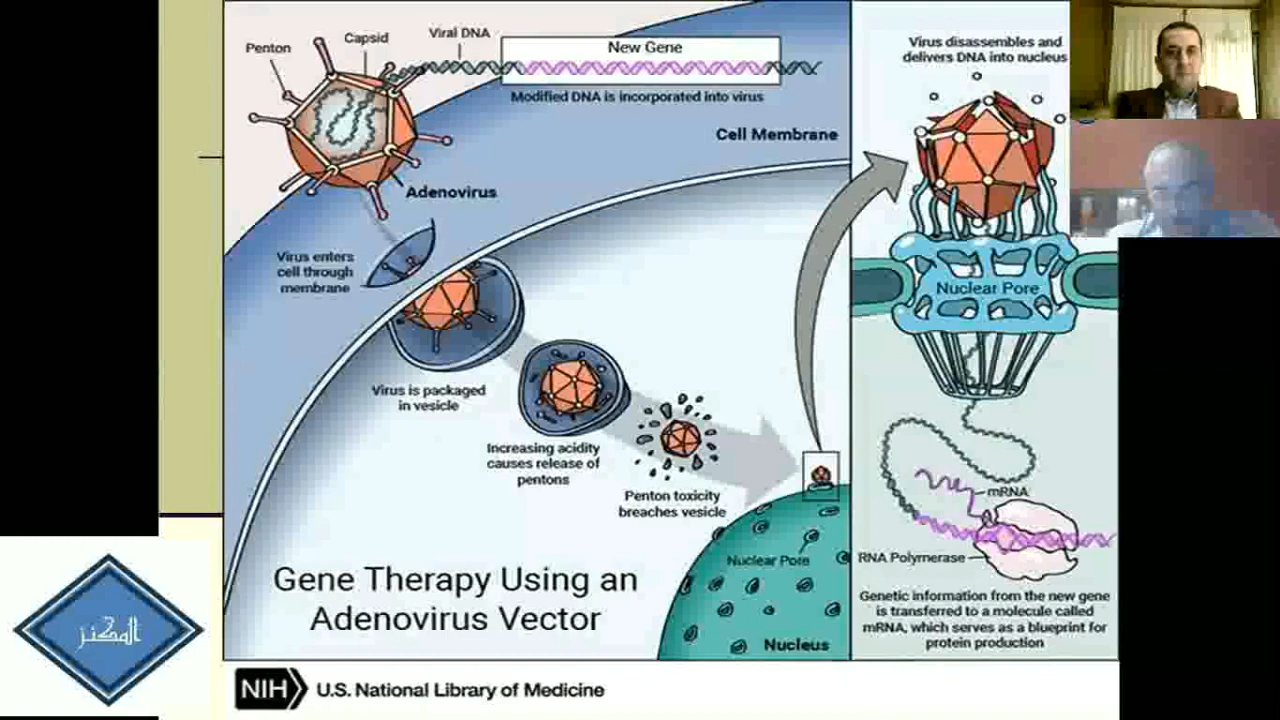 Penton
Capsid
Viral DNA
New Gene
Modified DNA is incorporated into virus
Cell Membrane
Adenovirus
Virus enters
cell through
membrane
Virus is packaged
in vesicle
Increasing acidity
causes release of
pentons
Penton toxicity
breaches vesicle
Nuclear Pore
Nucleus
Gene Therapy Using an
Adenovirus Vector
Virus disassembles and
delivers DNA into nucleus
Nuclear Pore
mRNA
RNA Polymerase
Genetic information from the new gene
is transferred to a molecule called
mRNA, which serves as a blueprint for
protein production
المكنز
NIH U.S. National Library of Medicine